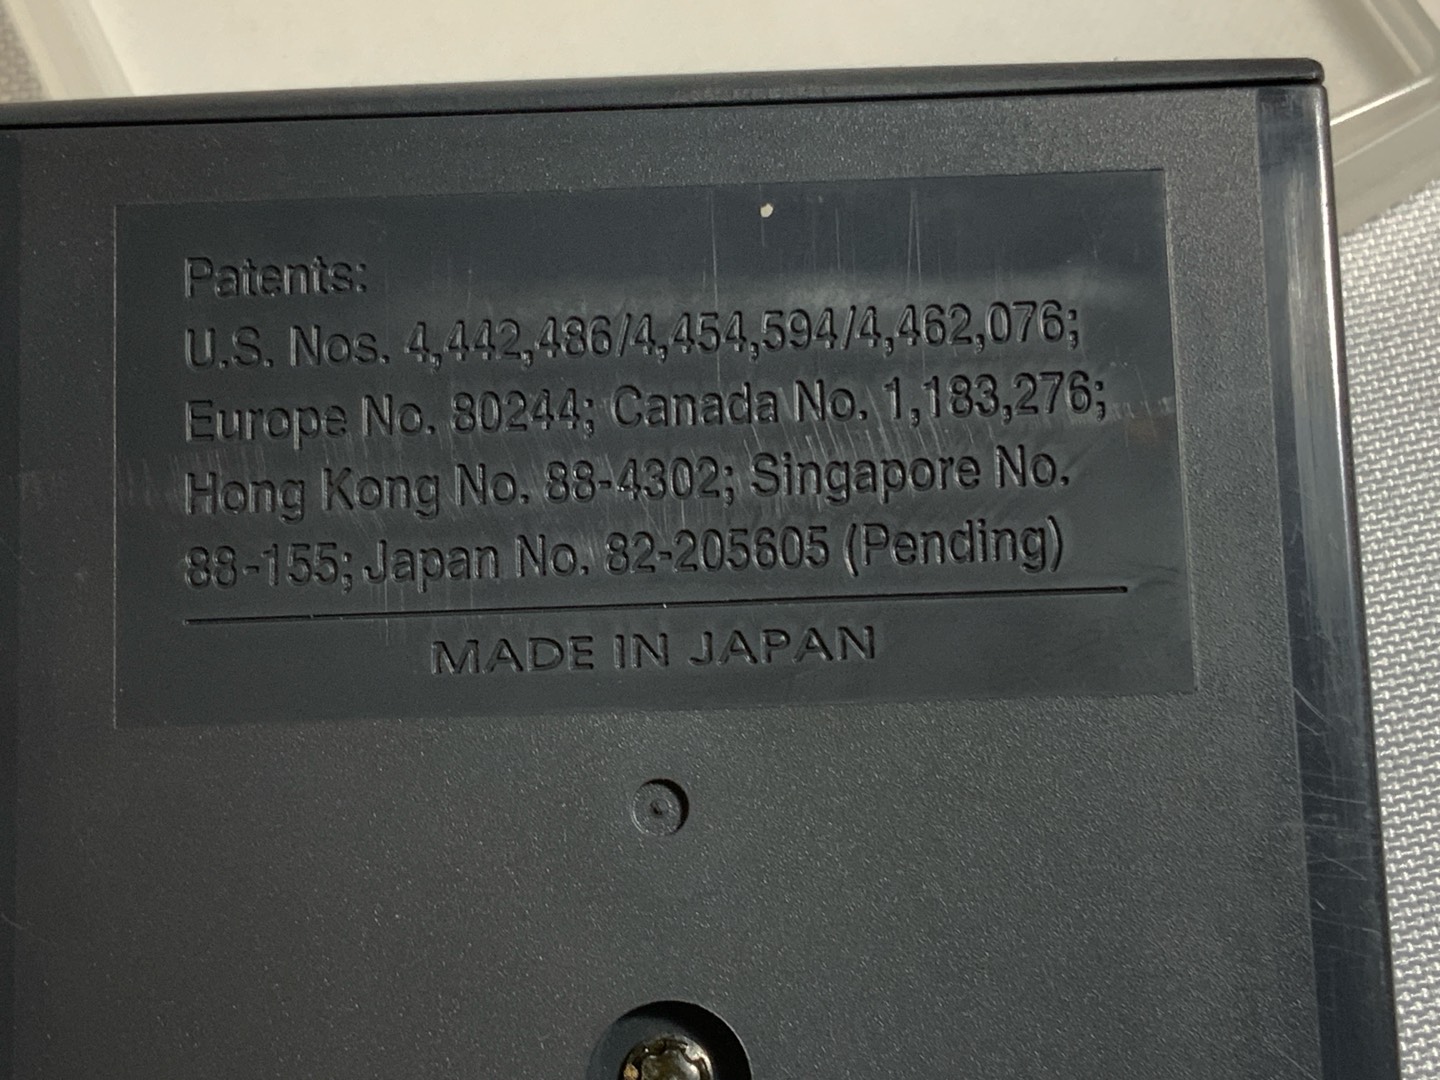 Patents:
U.S. Nos. 4,442,486/4,454,594/4,462,076;
Europe No. 80244; Canada No. 1,183,276;
Hong Kong No. 88-4302; Singapore No.
88-155; Japan No. 82-205605 (Pending)
MADE IN JAPAN